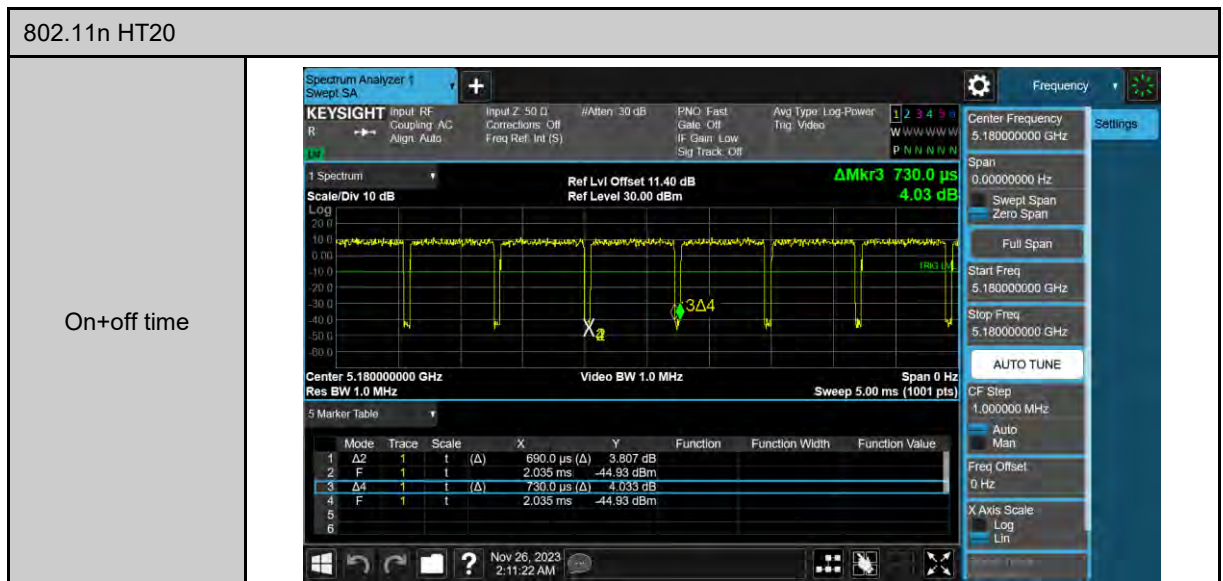 802.11n HT20
On+off time
Spectrum Analyzer 1
Swept SA
+
Frequency
KEYSIGHT Input: RF
R
Coupling: AC
Align: Auto
Input Z: 50 Ω
Corrections: Off
Freq Ref: Int (S)
#Atten: 30 dB
PNO: Fast
Gate: Off
IF Gain: Low
Sig Track: Off
Avg Type: Log-Power
Trig: Video
1 2 3 4 5 6
W W W W W W
P N N N N N
1 Spectrum
Scale/Div 10 dB
Ref Lvl Offset 11.40 dB
Ref Level 30.00 dBm
ΔMkr3 730.0 µs
4.03 dB
Log
20.0
10.0
0.00
-10.0
-20.0
-30.0
-40.0
-50.0
-60.0
TRIG LVL
3Δ4
X
Center 5.180000000 GHz
Res BW 1.0 MHz
Video BW 1.0 MHz
Span 0 Hz
Sweep 5.00 ms (1001 pts)
5 Marker Table
Mode Trace Scale X Y Function Function Width Function Value
1 Δ2 1 t (Δ) 690.0 µs (Δ) 3.807 dB
2 F 1 t 2.035 ms -44.93 dBm
3 Δ4 1 t (Δ) 730.0 µs (Δ) 4.033 dB
4 F 1 t 2.035 ms -44.93 dBm
5
6
?
Nov 26, 2023
2:11:22 AM
Center Frequency
5.180000000 GHz
Settings
Span
0.00000000 Hz
Swept Span
Zero Span
Full Span
Start Freq
5.180000000 GHz
Stop Freq
5.180000000 GHz
AUTO TUNE
CF Step
1.000000 MHz
Auto
Man
Freq Offset
0 Hz
X Axis Scale
Log
Lin